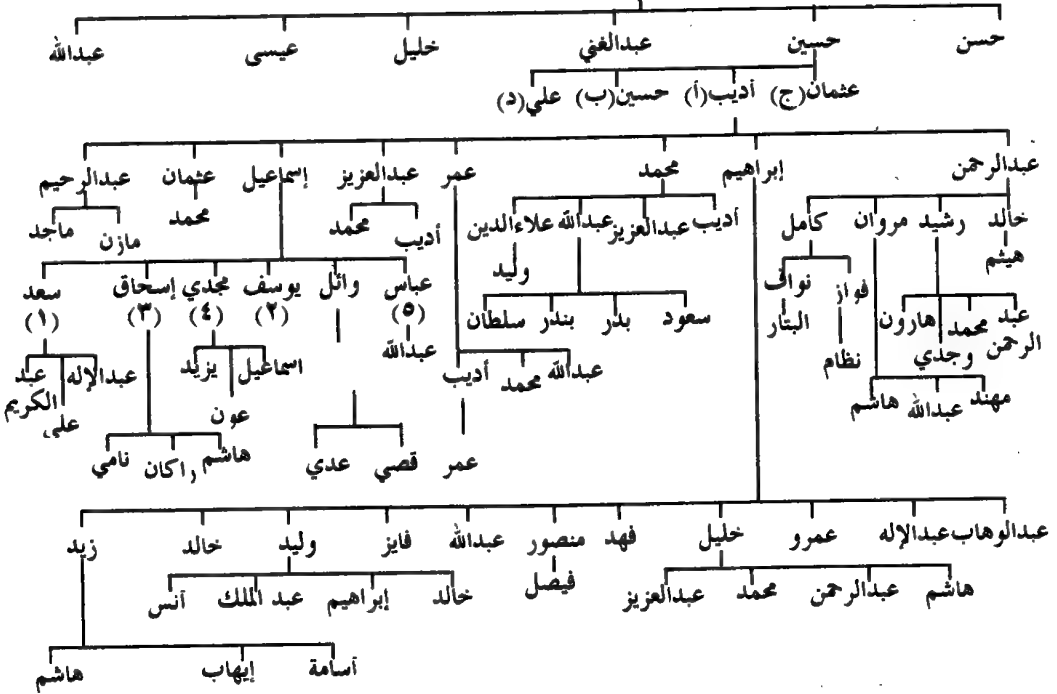 حسن حسين عبدالغني خليل عيسى عبدالله
عثمان (ج) أديب (أ) حسين (ب) علي (د)
عبدالرحمن إبراهيم محمد عمر عبدالعزيز إسماعيل عثمان عبدالرحيم
خالد رشيد مروان كامل أديب عبدالعزيز عبدالله علاءالدين أديب محمد محمد مازن ماجد
هيثم فواز نواف وليد
عباس وائل يوسف مجدي إسحاق سعد
(٥) (٢) (٤) (٣) (١)
عبد الرحمن محمد وجدي هارون نظام البتار سعود بدر بندر سلطان عبدالله
مهند عبدالله هاشم عبدالله محمد أديب اسماعيل عون يزيد عبدالإله علي عبد الكريم
عمر قصي عدي هاشم راكان نامي
عبدالوهاب عبدالإله عمرو خليل فهد منصور عبدالله فايز وليد خالد زيد
هاشم عبدالرحمن محمد عبدالعزيز فيصل خالد إبراهيم عبد الملك أنس
أسامة إيهاب هاشم